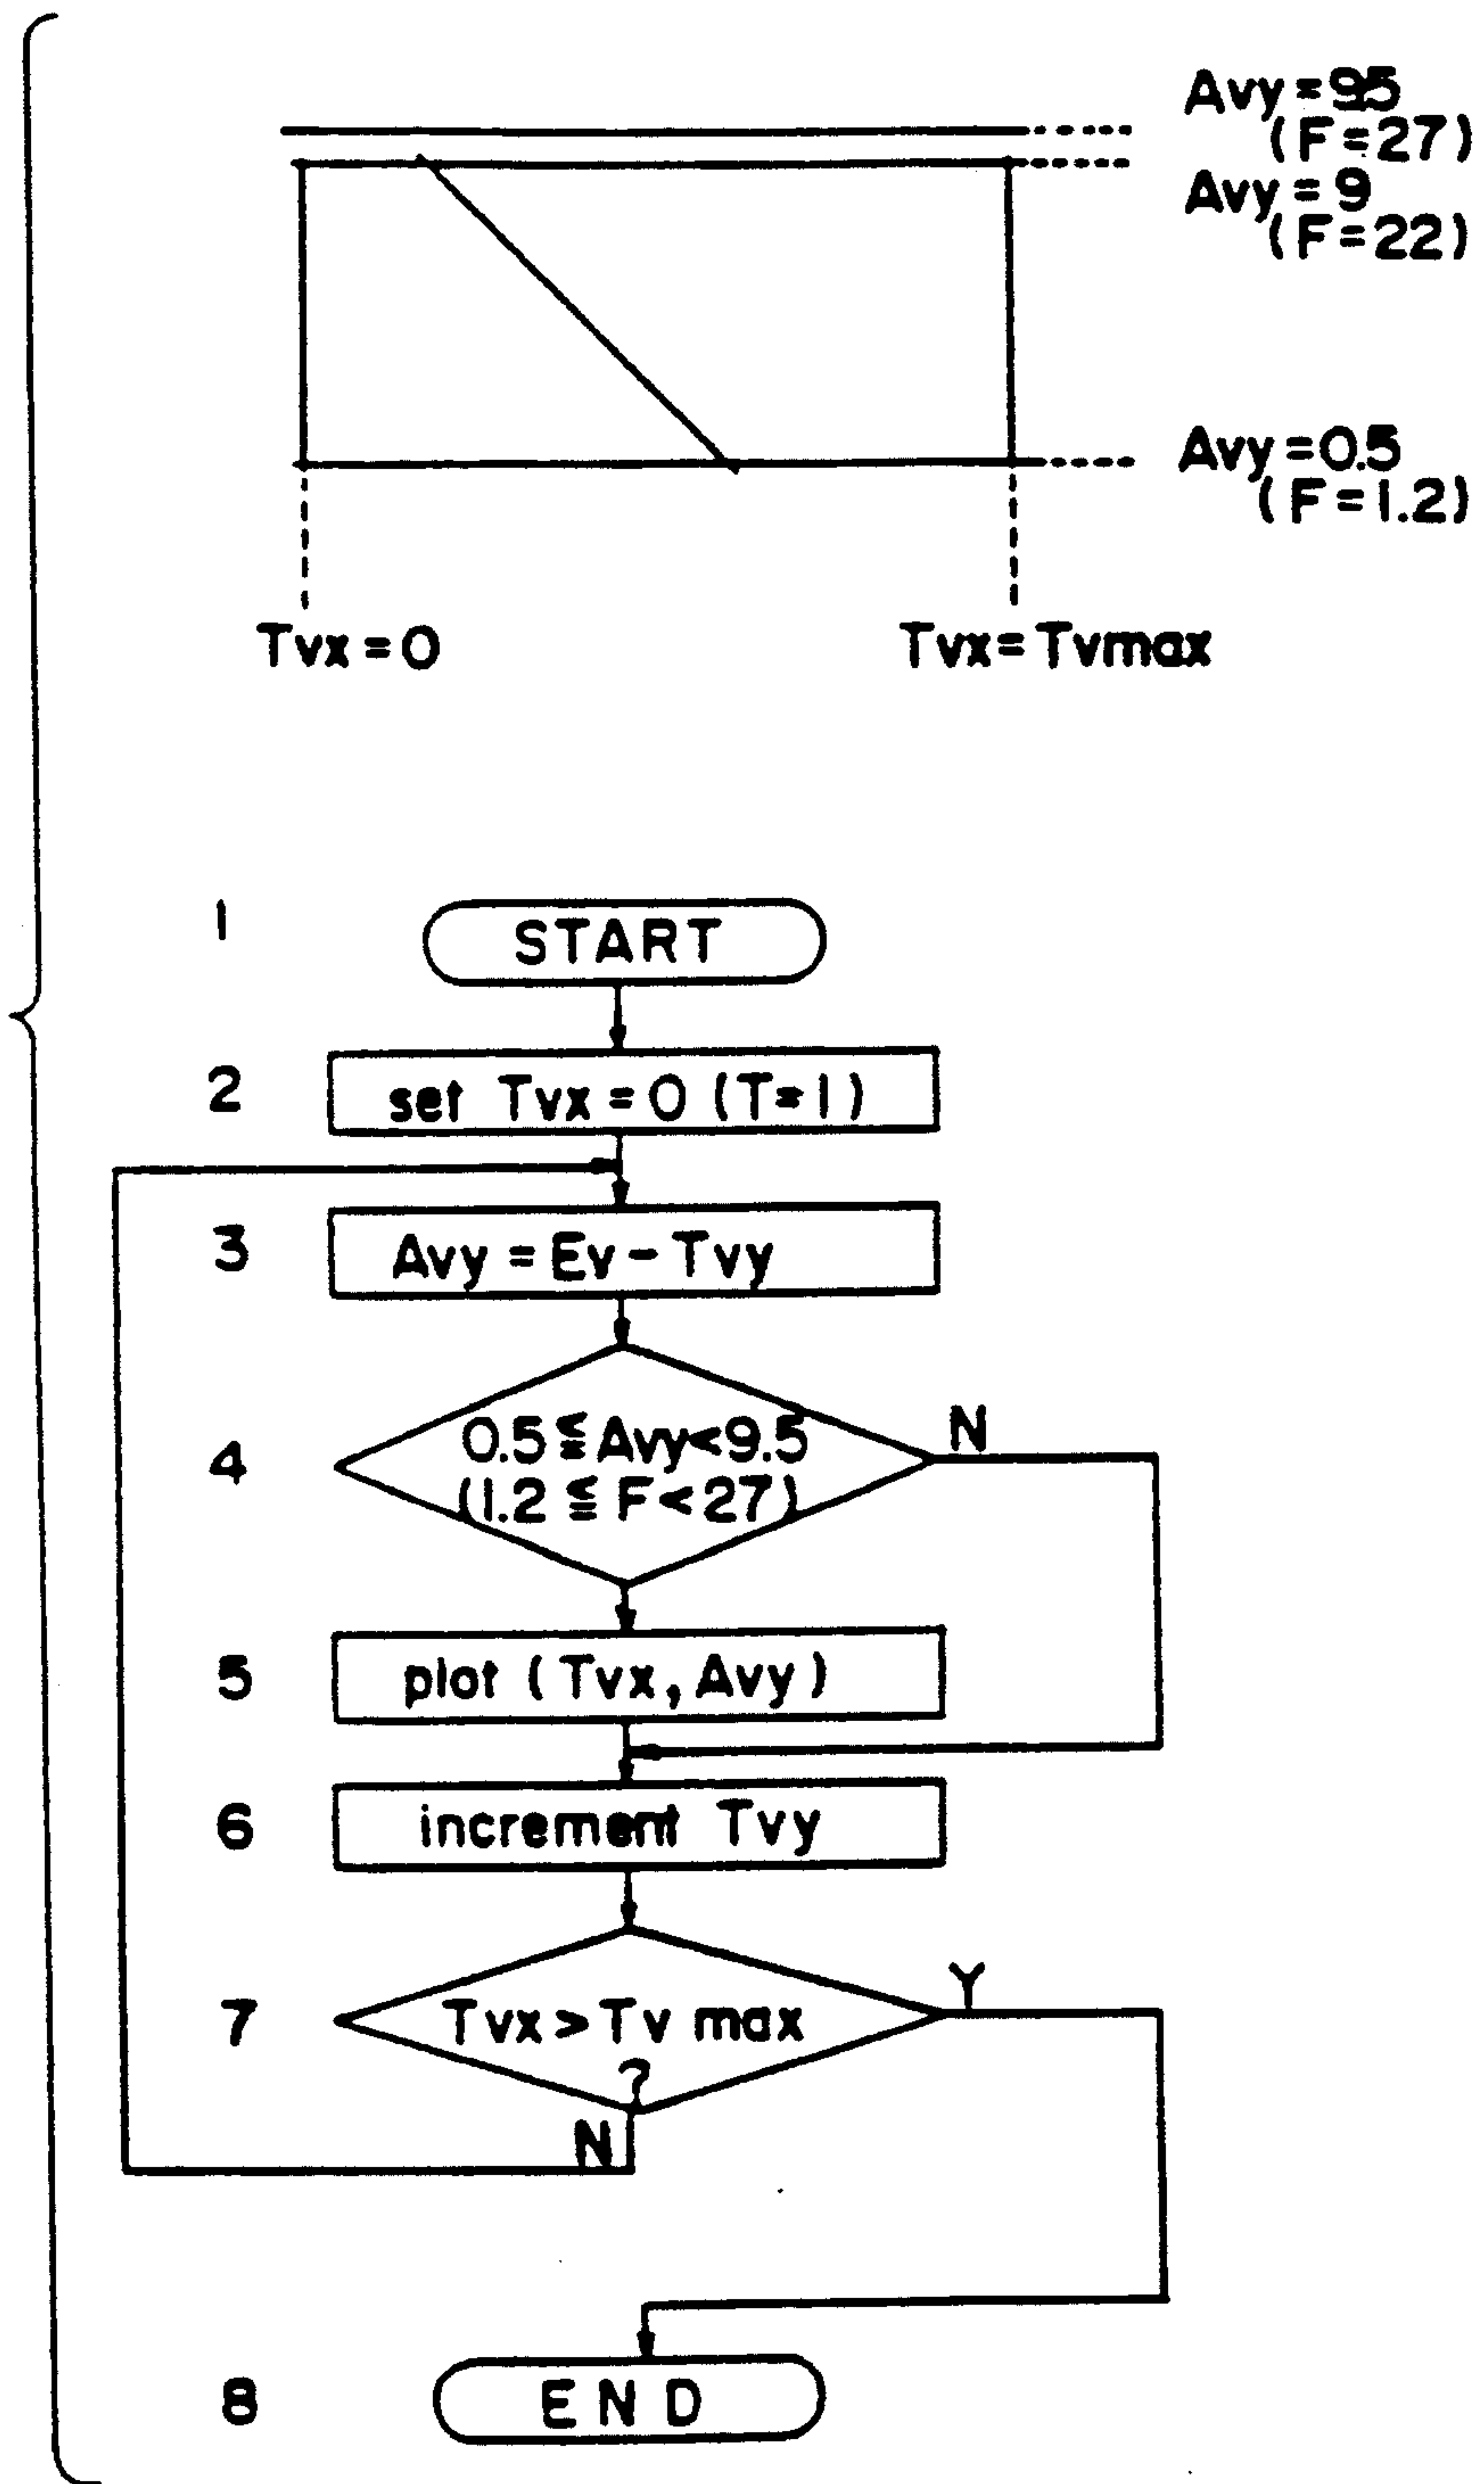 Avy=95
(F=27)
Avy=9
(F=22)
Avy=0.5
(F=1.2)
Tvx=0
Tvx=Tvmax
1
START
2
set Tvx=0 (T=1)
3
Avy=Ev-Tvy
4
0.5≦Avy<9.5
(1.2≦F<27)
N
5
plot (Tvx, Avy)
6
increment Tvy
7
Tvx>Tv max
?
Y
N
8
END